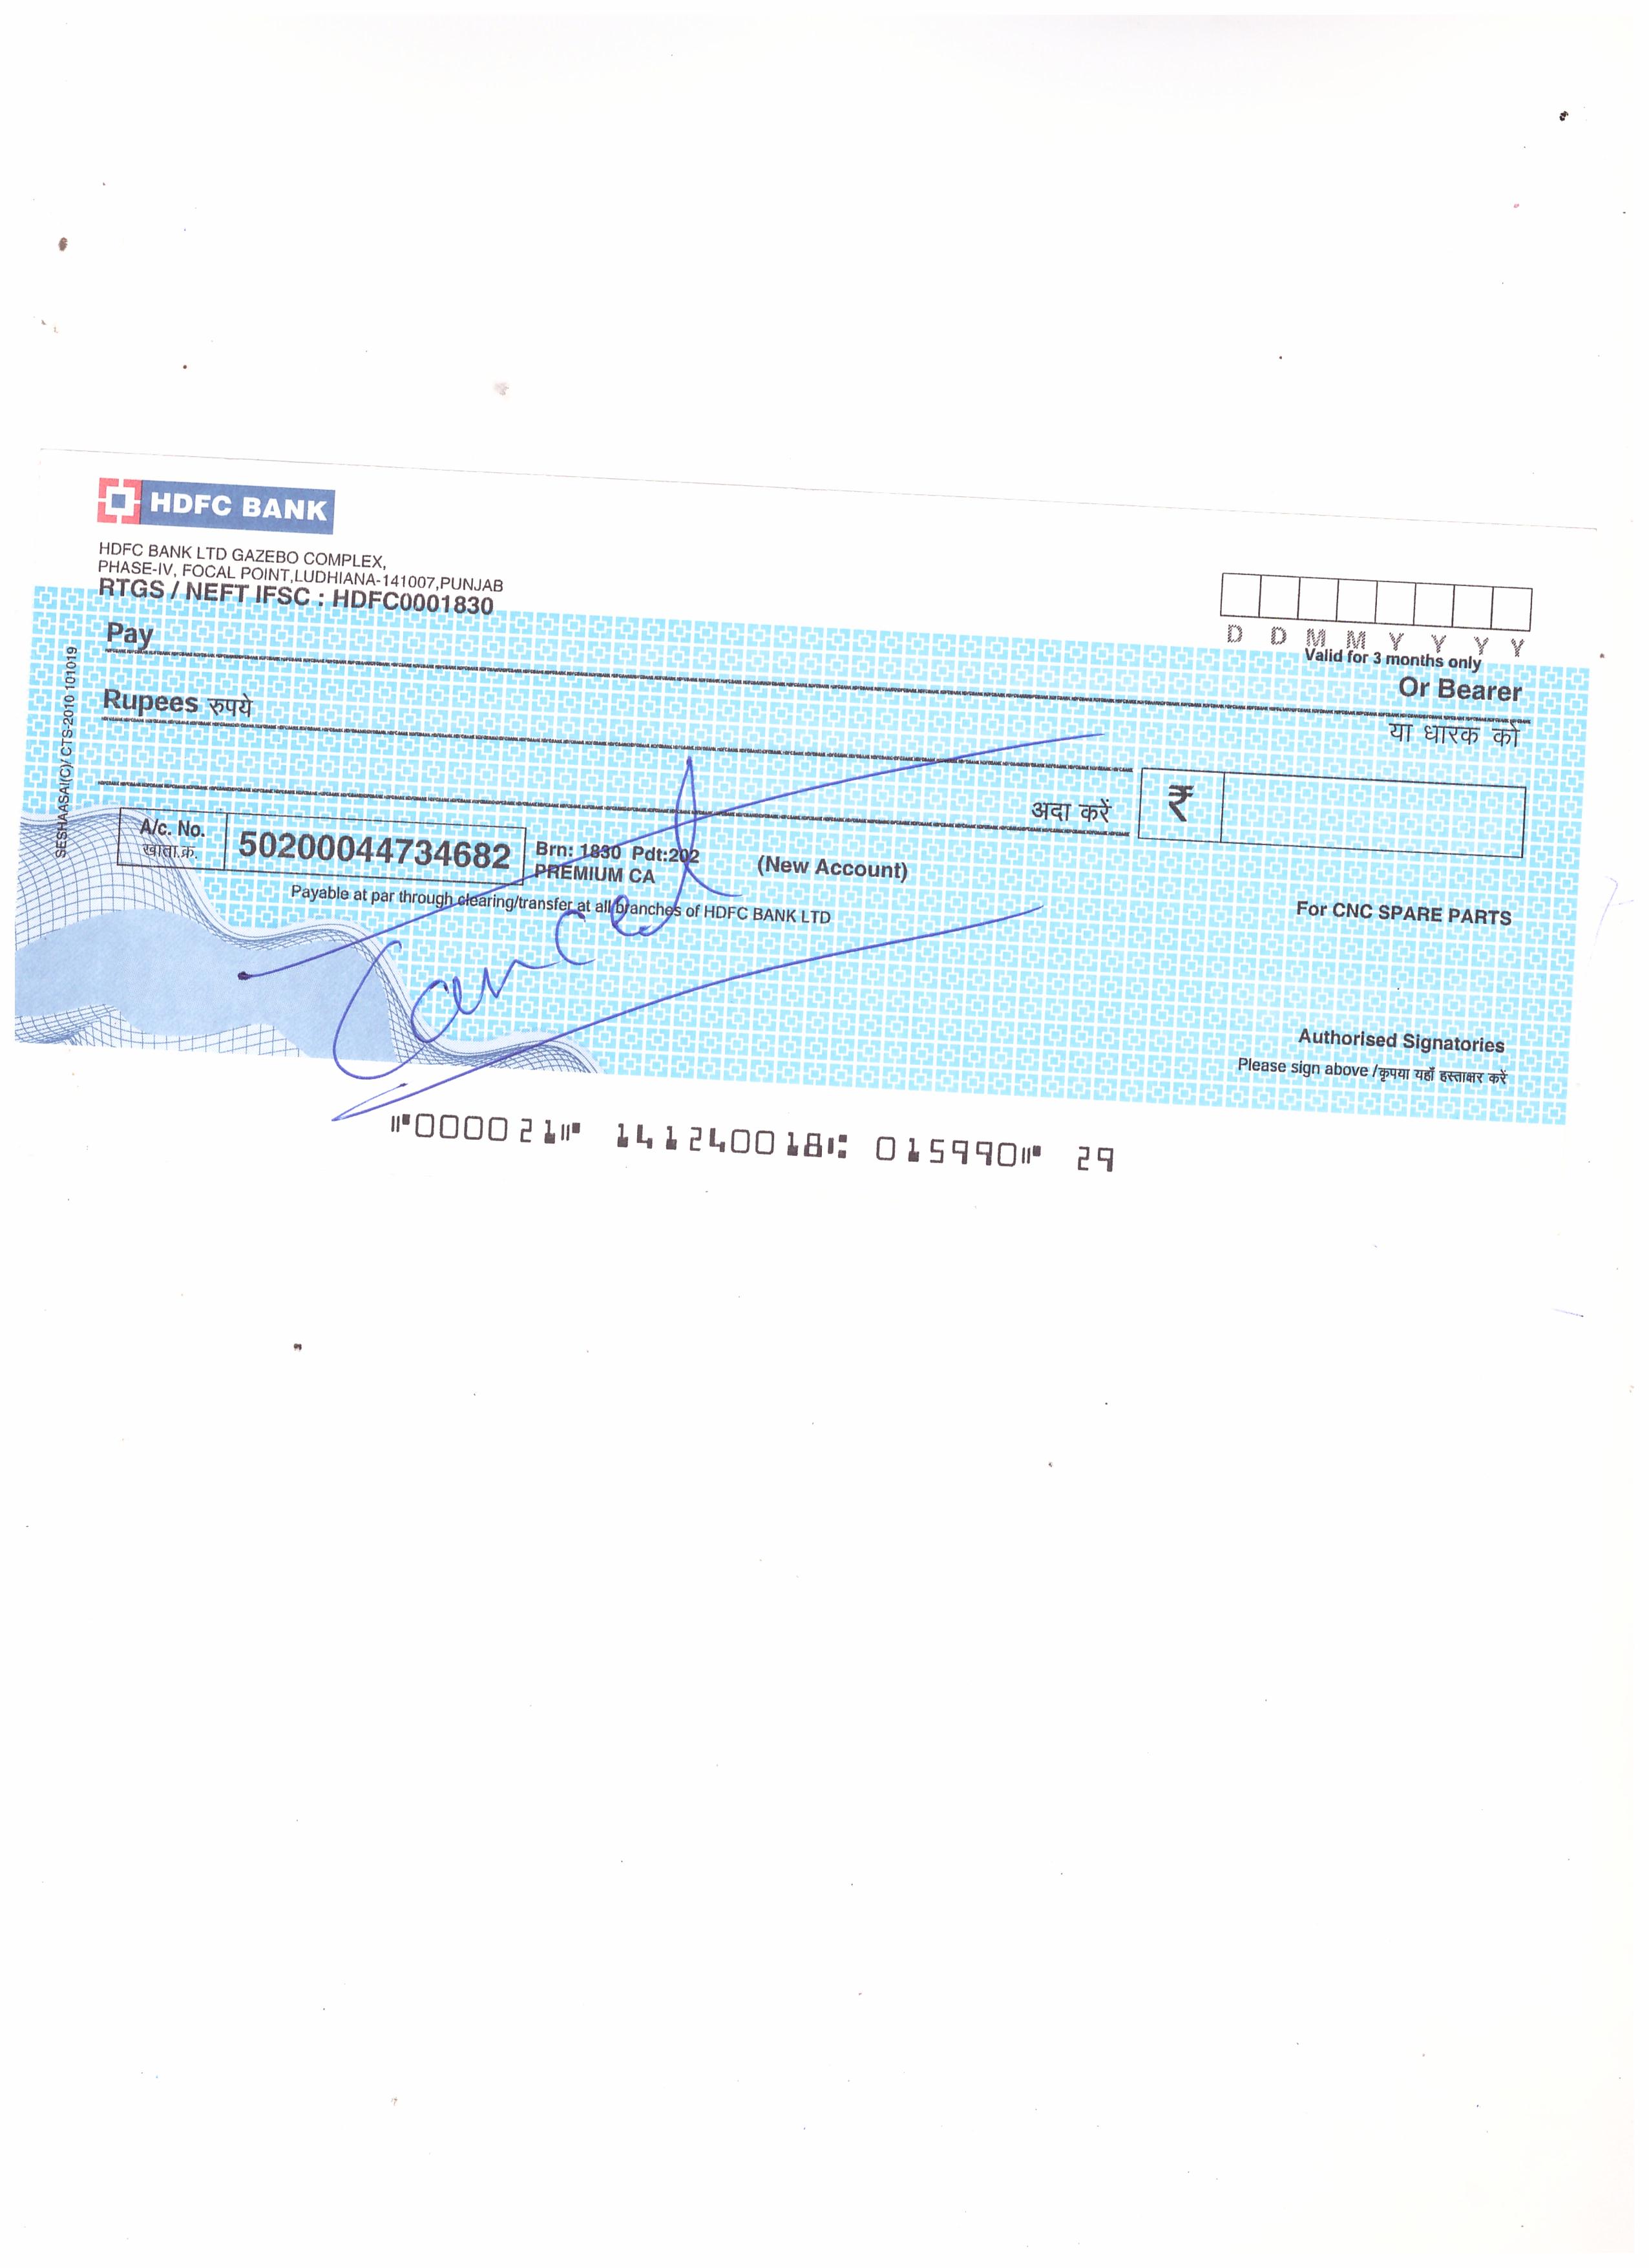 HDFC BANK
HDFC BANK LTD GAZEBO COMPLEX,
PHASE-IV, FOCAL POINT,LUDHIANA-141007,PUNJAB
RTGS / NEFT IFSC : HDFC0001830
D D M M Y Y Y Y
Valid for 3 months only
Pay
Or Bearer
या धारक को
Rupees रुपये
अदा करें
₹
A/c. No.
खाता.क्र.
50200044734682
Brn: 1830 Pdt:202
PREMIUM CA
(New Account)
Payable at par through clearing/transfer at all branches of HDFC BANK LTD
For CNC SPARE PARTS
Cancel
Authorised Signatories
Please sign above /कृपया यहाँ हस्ताक्षर करें
SESHAASAI(C)/ CTS-2010 101019
⑈000021⑈ 141240018⑆ 015990⑈ 29